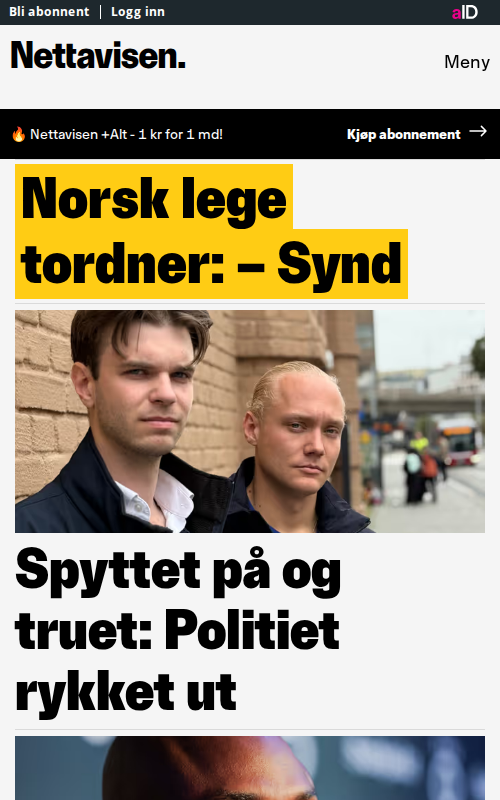 Bli abonnent | Logg inn
aID
Nettavisen.
Meny
🔥 Nettavisen +Alt - 1 kr for 1 md!
Kjøp abonnement →
Norsk lege
tordner: – Synd
Spyttet på og
truet: Politiet
rykket ut